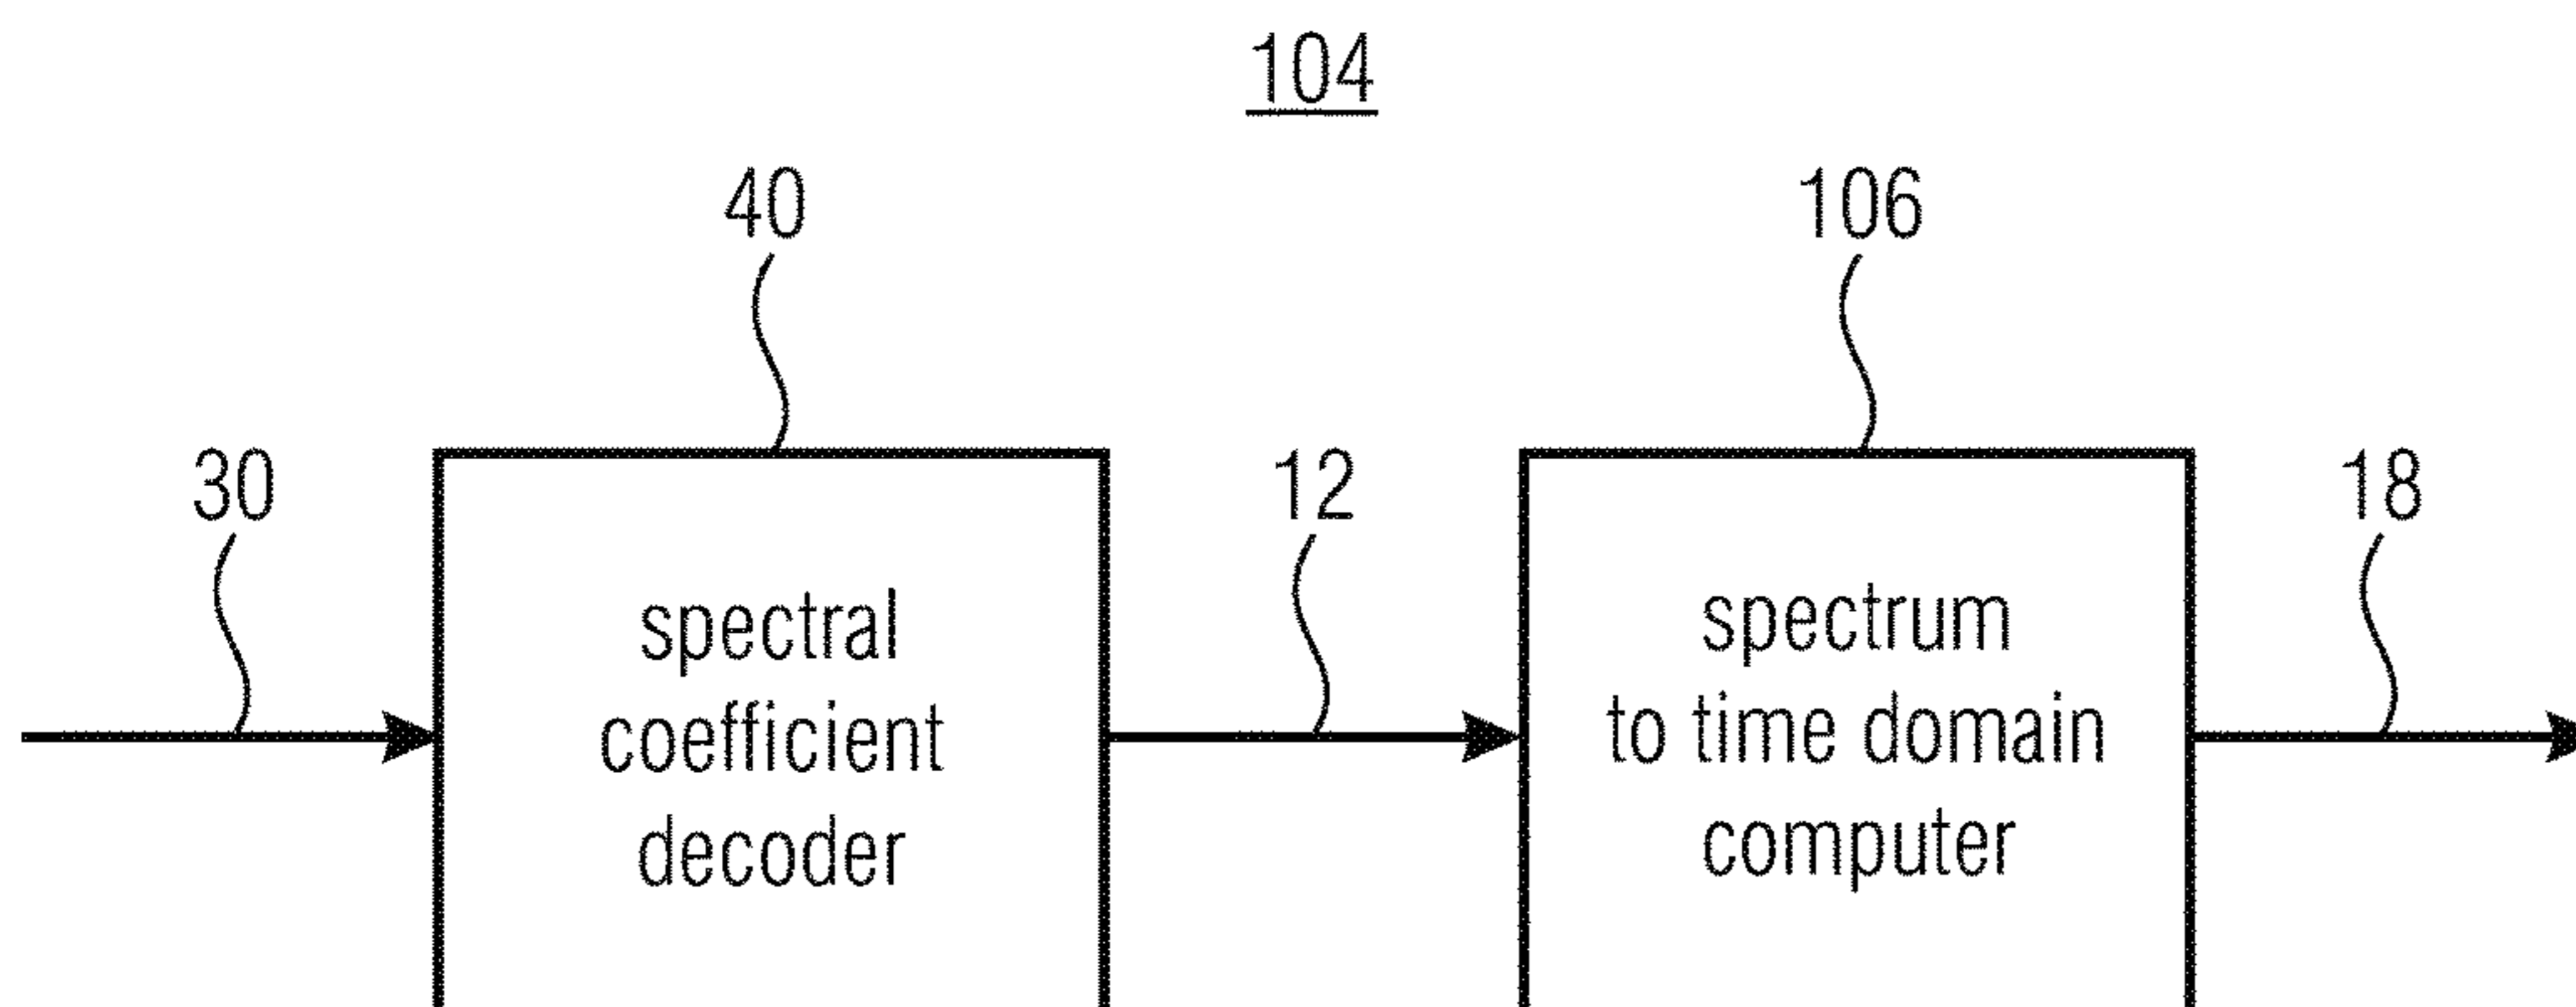 104
40
106
30
12
18
spectral
coefficient
decoder
spectrum
to time domain
computer